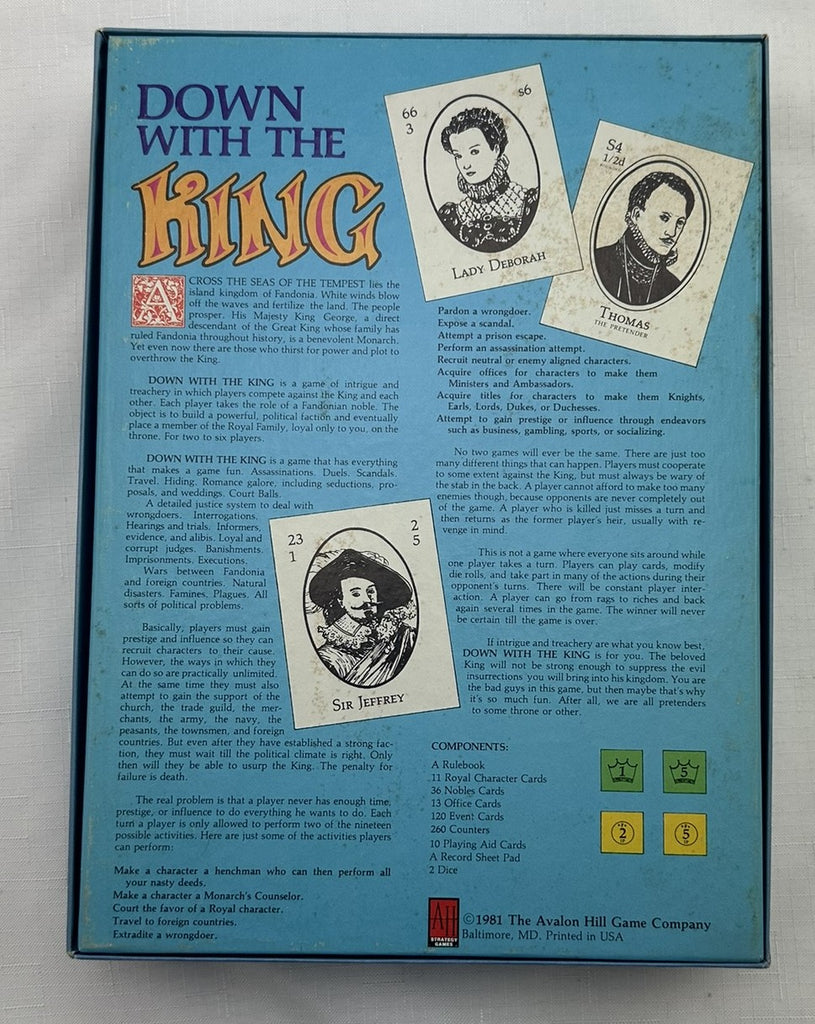 DOWN
WITH THE
KING
ACROSS THE SEAS OF THE TEMPEST lies the
island kingdom of Fandonia. White winds blow
off the waves and fertilize the land. The people
prosper. His Majesty King George, a direct
descendant of the Great King whose family has
ruled Fandonia throughout history, is a benevolent Monarch.
Yet even now there are those who thirst for power and plot to
overthrow the King.
DOWN WITH THE KING is a game of intrigue and
treachery in which players compete against the King and each
other. Each player takes the role of a Fandonian noble. The
object is to build a powerful, political faction and eventually
place a member of the Royal Family, loyal only to you, on
the throne. For two to six players.
DOWN WITH THE KING is a game that has everything
that makes a game fun. Assassinations. Duels. Scandals.
Travel. Hiding. Romance galore, including seductions, pro-
posals, and weddings. Court Balls.
A detailed justice system to deal with
wrongdoers. Interrogations,
Hearings and trials. Informers,
evidence, and alibis. Loyal and
corrupt judges. Banishments.
Imprisonments. Executions.
Wars between Fandonia
and foreign countries. Natural
disasters. Famines. Plagues. All
sorts of political problems.
Basically, players must gain
prestige and influence so they can
recruit characters to their cause.
However, the ways in which they
can do so are practically unlimited.
At the same time they must also
attempt to gain the support of the
church, the trade guild, the mer-
chants, the army, the navy, the
peasants, the townsmen, and foreign
countries. But even after they have established a strong fac-
tion, they must wait till the political climate is right. Only
then will they be able to usurp the King. The penalty for
failure is death.
The real problem is that a player never has enough time,
prestige, or influence to do everything he wants to do. Each
turn a player is only allowed to perform two of the nineteen
possible activities. Here are just some of the activities players
can perform:
Make a character a henchman who can then perform all
your nasty deeds.
Make a character a Monarch's Counselor.
Court the favor of a Royal character.
Travel to foreign countries.
Extradite a wrongdoer.
66
3
s6
LADY DEBORAH
S4
1/2d
THOMAS
THE PRETENDER
23
1
2
5
SIR JEFFREY
Pardon a wrongdoer.
Expose a scandal.
Attempt a prison escape.
Perform an assassination attempt.
Recruit neutral or enemy aligned characters.
Acquire offices for characters to make them
Ministers and Ambassadors.
Acquire titles for characters to make them Knights,
Earls, Lords, Dukes, or Duchesses.
Attempt to gain prestige or influence through endeavors
such as business, gambling, sports, or socializing.
No two games will ever be the same. There are just too
many different things that can happen. Players must cooperate
to some extent against the King, but must always be wary of
the stab in the back. A player cannot afford to make too many
enemies though, because opponents are never completely out
of the game. A player who is killed just misses a turn and
then returns as the former player's heir, usually with re-
venge in mind.
This is not a game where everyone sits around while
one player takes a turn. Players can play cards, modify
die rolls, and take part in many of the actions during their
opponent's turns. There will be constant player inter-
action. A player can go from rags to riches and back
again several times in the game. The winner will never
be certain till the game is over.
If intrigue and treachery are what you know best,
DOWN WITH THE KING is for you. The beloved
King will not be strong enough to suppress the evil
insurrections you will bring into his kingdom. You are
the bad guys in this game, but then maybe that's why
it's so much fun. After all, we are all pretenders
to some throne or other.
COMPONENTS:
A Rulebook
11 Royal Character Cards
36 Nobles Cards
13 Office Cards
120 Event Cards
260 Counters
10 Playing Aid Cards
A Record Sheet Pad
2 Dice
1
5
2
IP
5
IP
AH
STRATEGY
GAMES
©1981 The Avalon Hill Game Company
Baltimore, MD. Printed in USA